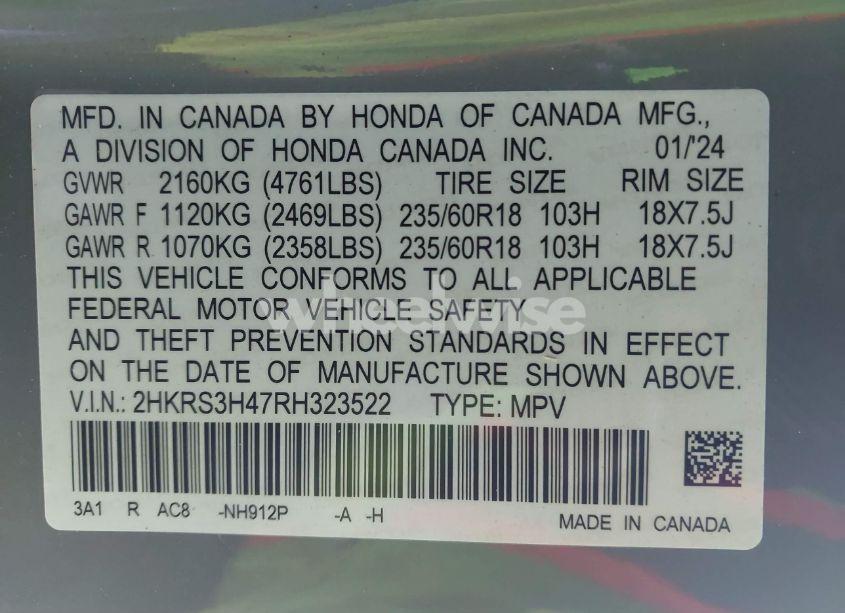 MFD. IN CANADA BY HONDA OF CANADA MFG.,
A DIVISION OF HONDA CANADA INC. 01/'24
GVWR 2160KG (4761LBS) TIRE SIZE RIM SIZE
GAWR F 1120KG (2469LBS) 235/60R18 103H 18X7.5J
GAWR R 1070KG (2358LBS) 235/60R18 103H 18X7.5J
THIS VEHICLE CONFORMS TO ALL APPLICABLE
FEDERAL MOTOR VEHICLE SAFETY
wheelwise
AND THEFT PREVENTION STANDARDS IN EFFECT
ON THE DATE OF MANUFACTURE SHOWN ABOVE.
V.I.N.: 2HKRS3H47RH323522 TYPE: MPV
3A1 R AC8 -NH912P -A -H
MADE IN CANADA